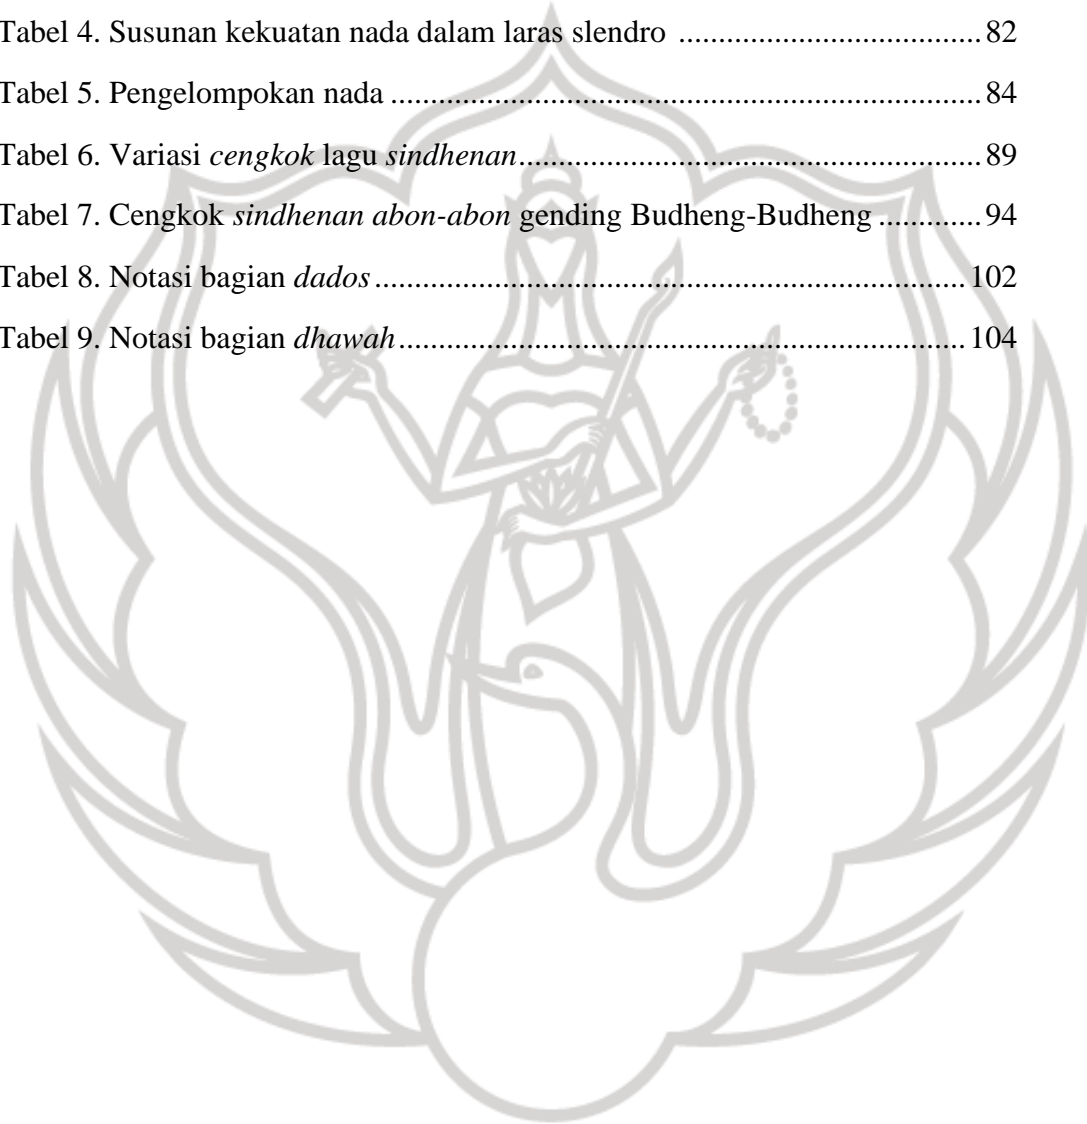 Tabel 4. Susunan kekuatan nada dalam laras slendro .................................... 82
Tabel 5. Pengelompokan nada ........................................................................ 84
Tabel 6. Variasi cengkok lagu sindhenan........................................................ 89
Tabel 7. Cengkok sindhenan abon-abon gending Budheng-Budheng ............ 94
Tabel 8. Notasi bagian dados ........................................................................ 102
Tabel 9. Notasi bagian dhawah..................................................................... 104